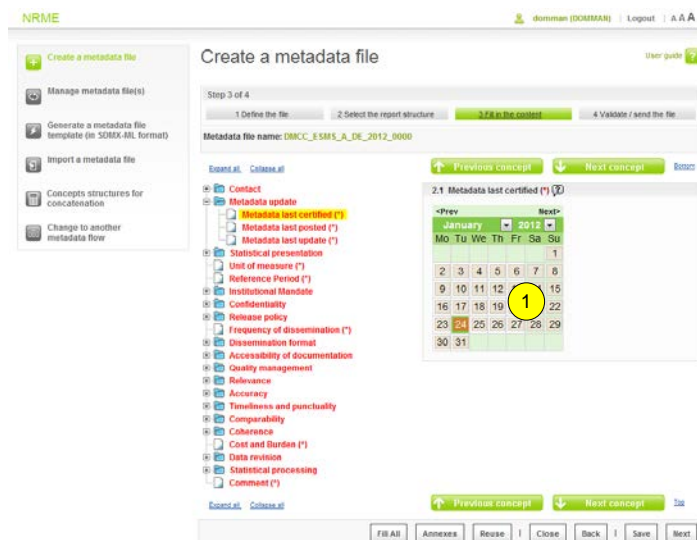 NRME
domman (DOMMAN) | Logout | A A A
Create a metadata file
Manage metadata file(s)
Generate a metadata file
template (in SDMX-ML format)
Import a metadata file
Concepts structures for
concatenation
Change to another
metadata flow
Create a metadata file
User guide ?
Step 3 of 4
1 Define the file
2 Select the report structure
3 Fill in the content
4 Validate / send the file
Metadata file name: DMCC_ESMS_A_DE_2012_0000
Expand all Collapse all
Previous concept
Next concept
Bottom
Contact
Metadata update
Metadata last certified (*)
Metadata last posted (*)
Metadata last update (*)
Statistical presentation
Unit of measure (*)
Reference Period (*)
Institutional Mandate
Confidentiality
Release policy
Frequency of dissemination (*)
Dissemination format
Accessibility of documentation
Quality management
Relevance
Accuracy
Timeliness and punctuality
Comparability
Coherence
Cost and Burden (*)
Data revision
Statistical processing
Comment (*)
2.1 Metadata last certified (*) ?
<Prev Next>
January 2012
Mo Tu We Th Fr Sa Su
1
2 3 4 5 6 7 8
9 10 11 12 15
16 17 18 19 22
23 24 25 26 27 28 29
30 31
1
Expand all Collapse all
Previous concept
Next concept
Top
Fill All Annexes Reuse | Close Back | Save Next